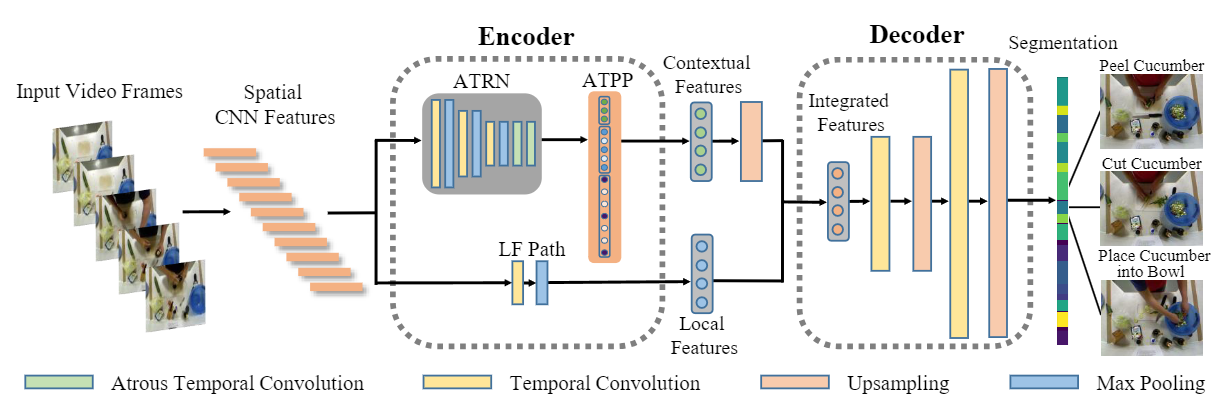 Encoder
Decoder
Segmentation
Input Video Frames
Spatial
CNN Features
ATRN
ATPP
Contextual
Features
Integrated
Features
Peel Cucumber
Cut Cucumber
Place Cucumber
into Bowl
LF Path
Local
Features
Atrous Temporal Convolution
Temporal Convolution
Upsampling
Max Pooling